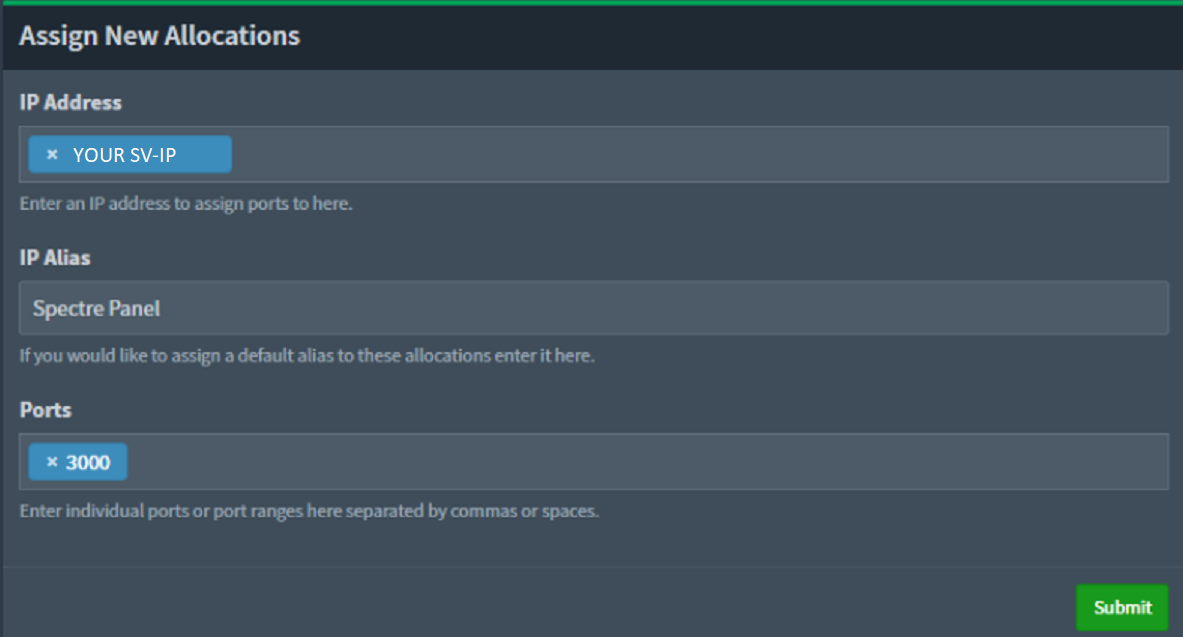 Assign New Allocations
IP Address
× YOUR SV-IP
Enter an IP address to assign ports to here.
IP Alias
Spectre Panel
If you would like to assign a default alias to these allocations enter it here.
Ports
× 3000
Enter individual ports or port ranges here separated by commas or spaces.
Submit